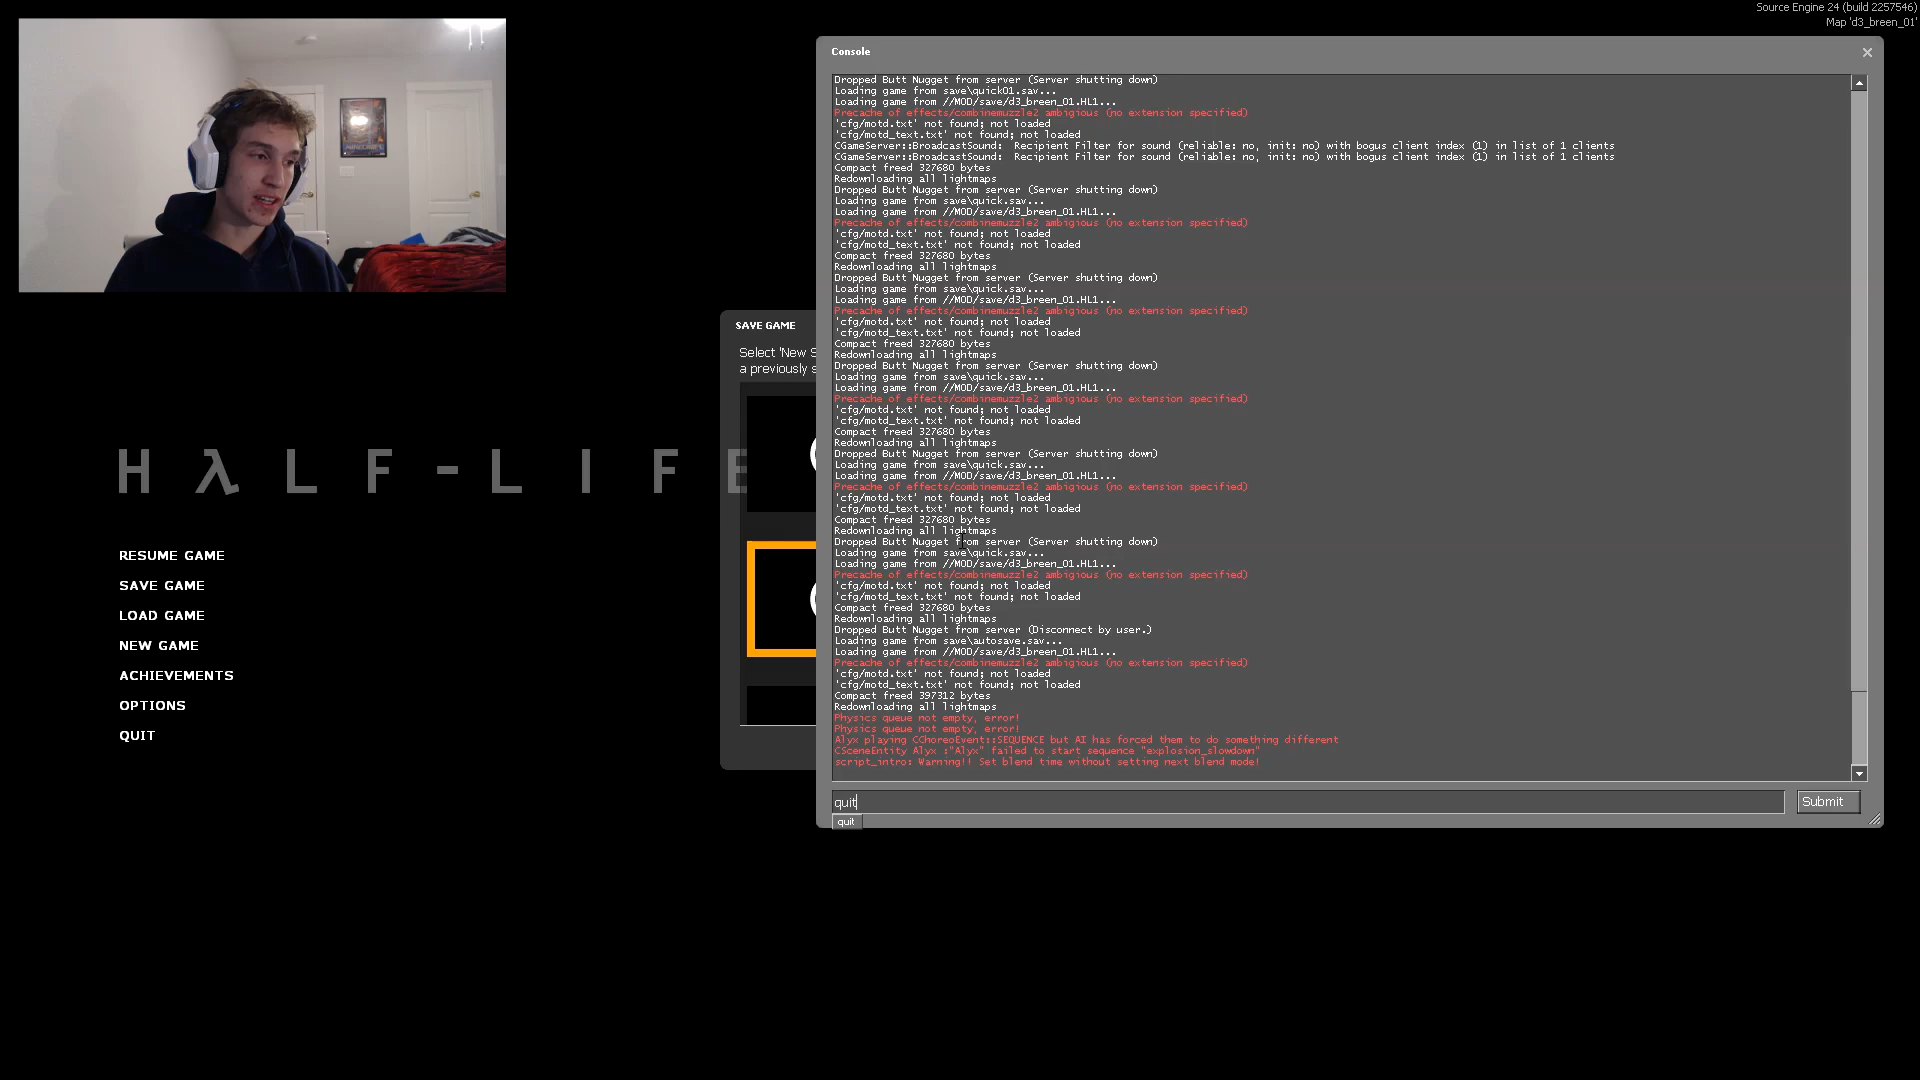 Source Engine 24 (build 2257546)
Map 'd3_breen_01'
Console
Dropped Butt Nugget from server (Server shutting down)
Loading game from save\quick01.sav...
Loading game from //MOD/save/d3_breen_01.HL1...
Precache of effects/combinemuzzle2 ambigious (no extension specified)
'cfg/motd.txt' not found; not loaded
'cfg/motd_text.txt' not found; not loaded
CGameServer::BroadcastSound:  Recipient Filter for sound (reliable: no, init: no) with bogus client index (1) in list of 1 clients
CGameServer::BroadcastSound:  Recipient Filter for sound (reliable: no, init: no) with bogus client index (1) in list of 1 clients
Compact freed 327680 bytes
Redownloading all lightmaps
Dropped Butt Nugget from server (Server shutting down)
Loading game from save\quick.sav...
Loading game from //MOD/save/d3_breen_01.HL1...
Precache of effects/combinemuzzle2 ambigious (no extension specified)
'cfg/motd.txt' not found; not loaded
'cfg/motd_text.txt' not found; not loaded
Compact freed 327680 bytes
Redownloading all lightmaps
Dropped Butt Nugget from server (Server shutting down)
Loading game from save\quick.sav...
Loading game from //MOD/save/d3_breen_01.HL1...
Precache of effects/combinemuzzle2 ambigious (no extension specified)
'cfg/motd.txt' not found; not loaded
'cfg/motd_text.txt' not found; not loaded
Compact freed 327680 bytes
Redownloading all lightmaps
Dropped Butt Nugget from server (Server shutting down)
Loading game from save\quick.sav...
Loading game from //MOD/save/d3_breen_01.HL1...
Precache of effects/combinemuzzle2 ambigious (no extension specified)
'cfg/motd.txt' not found; not loaded
'cfg/motd_text.txt' not found; not loaded
Compact freed 327680 bytes
Redownloading all lightmaps
Dropped Butt Nugget from server (Server shutting down)
Loading game from save\quick.sav...
Loading game from //MOD/save/d3_breen_01.HL1...
Precache of effects/combinemuzzle2 ambigious (no extension specified)
'cfg/motd.txt' not found; not loaded
'cfg/motd_text.txt' not found; not loaded
Compact freed 327680 bytes
Redownloading all lightmaps
Dropped Butt Nugget from server (Server shutting down)
Loading game from save\quick.sav...
Loading game from //MOD/save/d3_breen_01.HL1...
Precache of effects/combinemuzzle2 ambigious (no extension specified)
'cfg/motd.txt' not found; not loaded
'cfg/motd_text.txt' not found; not loaded
Compact freed 327680 bytes
Redownloading all lightmaps
Dropped Butt Nugget from server (Disconnect by user.)
Loading game from save\autosave.sav...
Loading game from //MOD/save/d3_breen_01.HL1...
Precache of effects/combinemuzzle2 ambigious (no extension specified)
'cfg/motd.txt' not found; not loaded
'cfg/motd_text.txt' not found; not loaded
Compact freed 397312 bytes
Redownloading all lightmaps
Physics queue not empty, error!
Physics queue not empty, error!
Alyx playing CChoreoEvent::SEQUENCE but AI has forced them to do something different
CSceneEntity Alyx :"Alyx" failed to start sequence "explosion_slowdown"
script_intro: Warning!! Set blend time without setting next blend mode!
quit
Submit
quit
SAVE GAME
Select 'New S
a previously s
HλLF-LIFE
RESUME GAME
SAVE GAME
LOAD GAME
NEW GAME
ACHIEVEMENTS
OPTIONS
QUIT